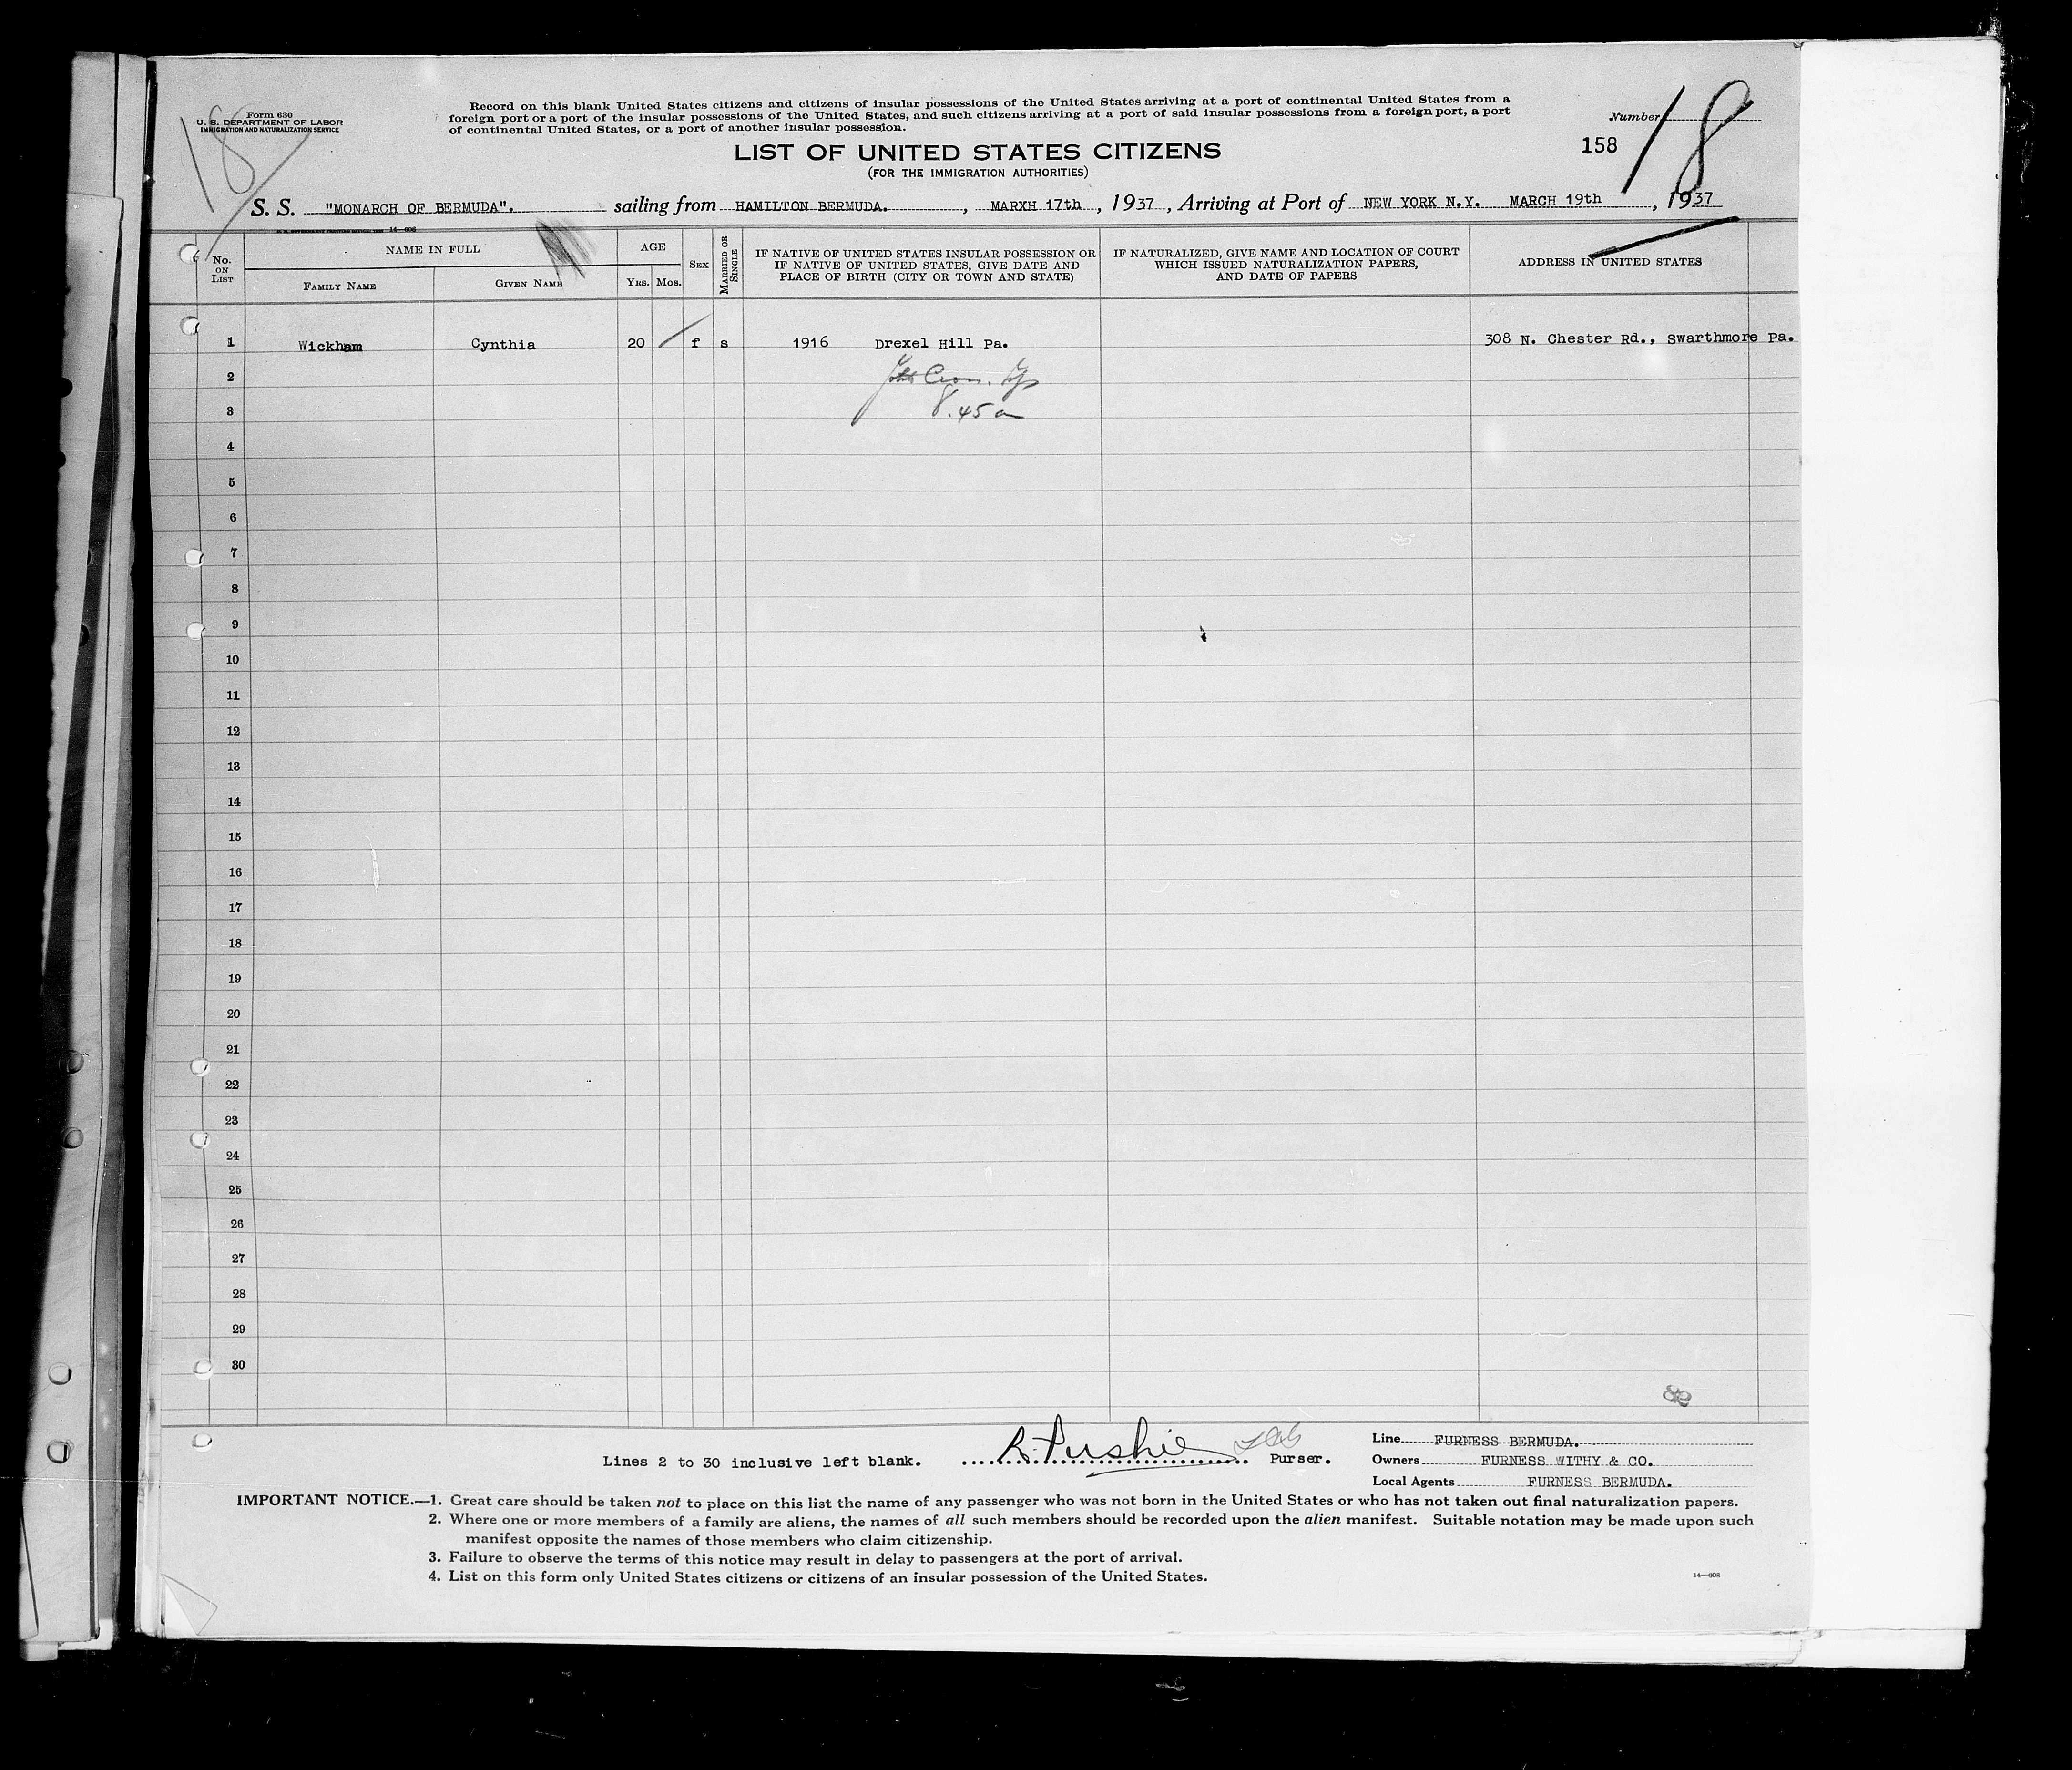 Form 630
U. S. DEPARTMENT OF LABOR
IMMIGRATION AND NATURALIZATION SERVICE
18
Record on this blank United States citizens and citizens of insular possessions of the United States arriving at a port of continental United States from a
foreign port or a port of the insular possessions of the United States, and such citizens arriving at a port of said insular possessions from a foreign port, a port
of continental United States, or a port of another insular possession.
Number 18
158
LIST OF UNITED STATES CITIZENS
(FOR THE IMMIGRATION AUTHORITIES)
S. S. "MONARCH OF BERMUDA". sailing from HAMILTON BERMUDA. , MARXH 17th , 1937 , Arriving at Port of NEW YORK N.Y. MARCH 19th , 1937
14—608
No. ON LIST
NAME IN FULL
FAMILY NAME
GIVEN NAME
AGE
YRS. MOS.
SEX
MARRIED OR SINGLE
IF NATIVE OF UNITED STATES INSULAR POSSESSION OR
IF NATIVE OF UNITED STATES, GIVE DATE AND
PLACE OF BIRTH (CITY OR TOWN AND STATE)
IF NATURALIZED, GIVE NAME AND LOCATION OF COURT
WHICH ISSUED NATURALIZATION PAPERS,
AND DATE OF PAPERS
ADDRESS IN UNITED STATES
1 Wickham Cynthia 20 f s 1916 Drexel Hill Pa. 308 N. Chester Rd., Swarthmore Pa.
2
3 8.45 a
4
5
6
7
8
9
10
11
12
13
14
15
16
17
18
19
20
21
22
23
24
25
26
27
28
29
30
Lines 2 to 30 inclusive left blank. Purser.
Line FURNESS BERMUDA.
Owners FURNESS WITHY & CO.
Local Agents FURNESS BERMUDA.
IMPORTANT NOTICE.—1. Great care should be taken not to place on this list the name of any passenger who was not born in the United States or who has not taken out final naturalization papers.
2. Where one or more members of a family are aliens, the names of all such members should be recorded upon the alien manifest. Suitable notation may be made upon such
manifest opposite the names of those members who claim citizenship.
3. Failure to observe the terms of this notice may result in delay to passengers at the port of arrival.
4. List on this form only United States citizens or citizens of an insular possession of the United States.
14—608